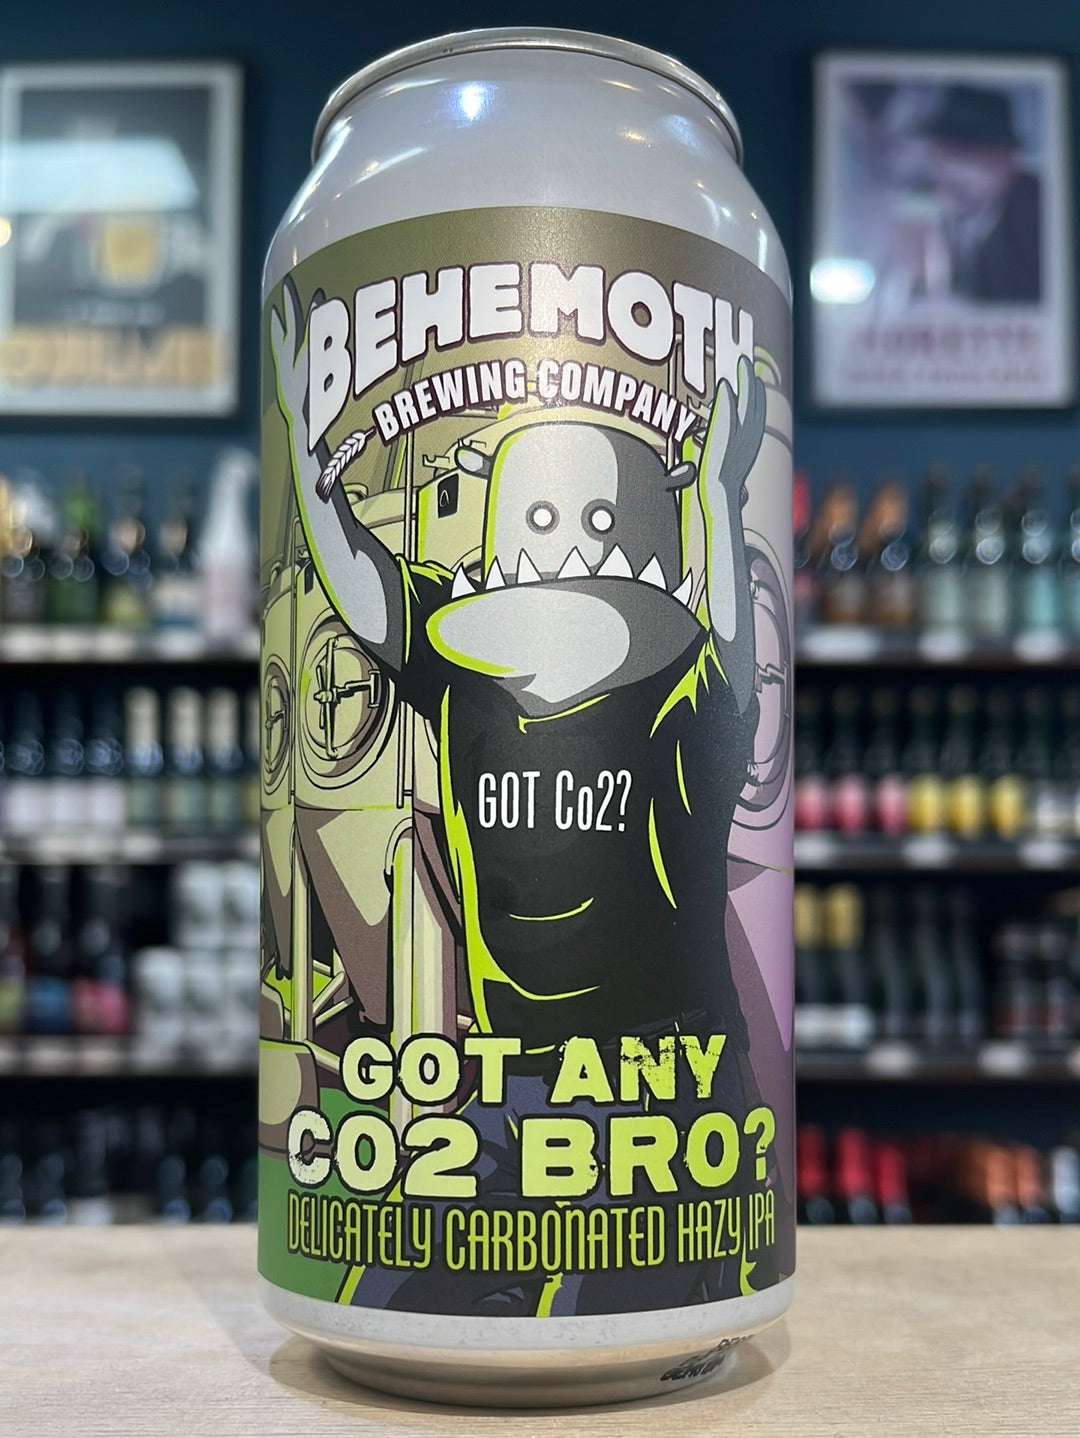 BEHEMOTH
BREWING COMPANY
GOT Co2?
GOT ANY
CO2 BRO?
DELICATELY CARBONATED HAZY IPA